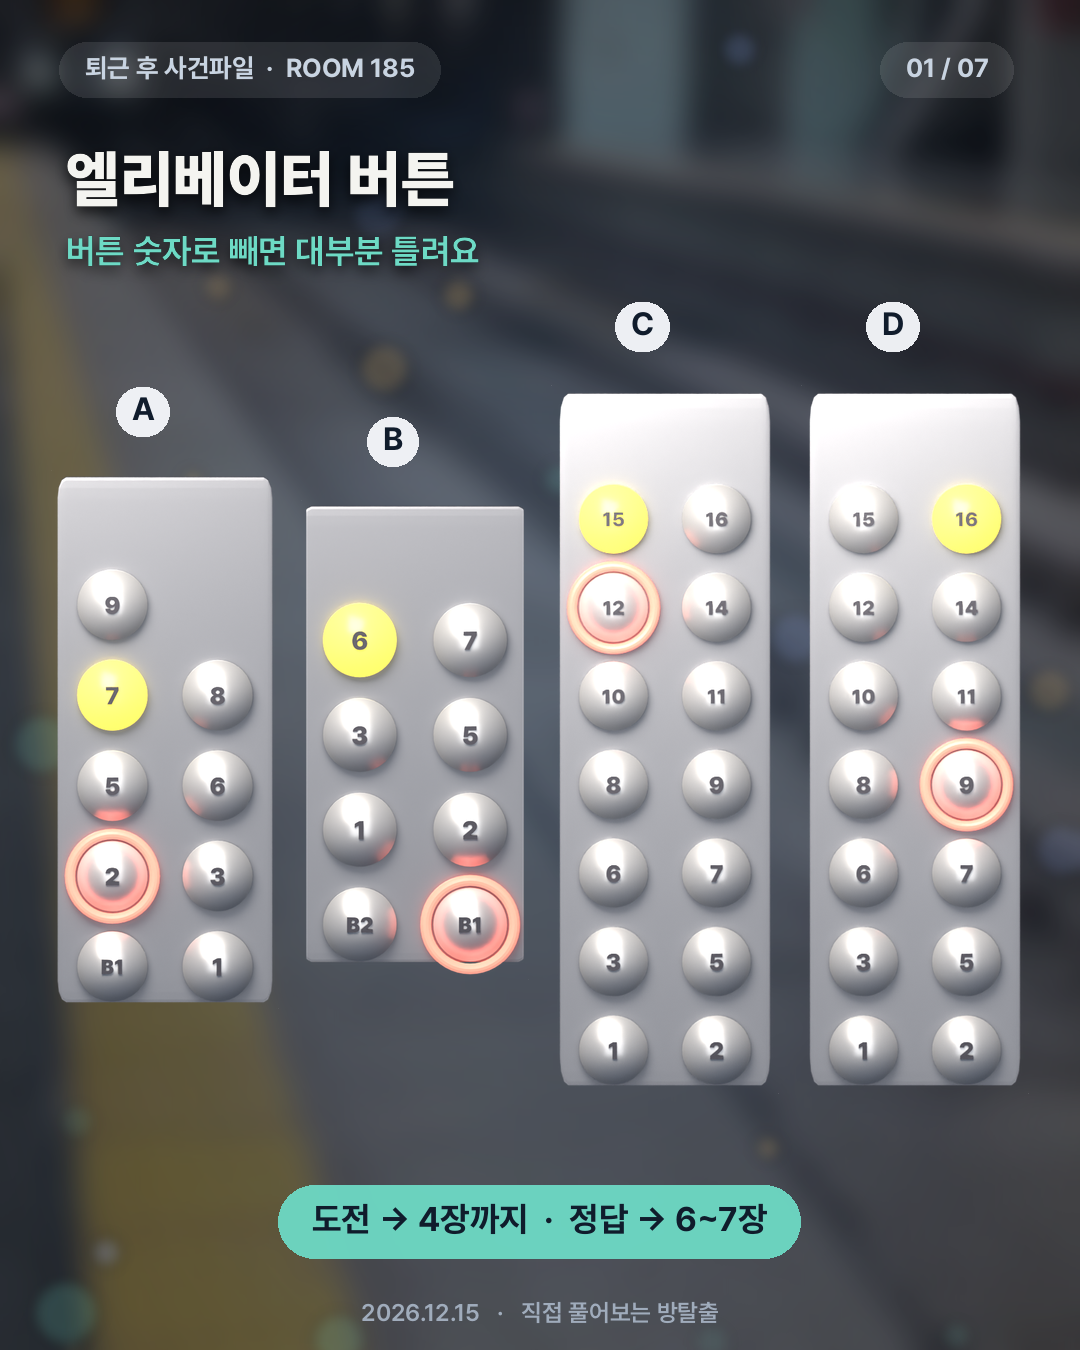 퇴근 후 사건파일 · ROOM 185
01 / 07
엘리베이터 버튼
버튼 숫자로 빼면 대부분 틀려요
A
9
7 8
5 6
2 3
B1 1
B
6 7
3 5
1 2
B2 B1
C
15 16
12 14
10 11
8 9
6 7
3 5
1 2
D
15 16
12 14
10 11
8 9
6 7
3 5
1 2
도전 → 4장까지 · 정답 → 6~7장
2026.12.15 · 직접 풀어보는 방탈출